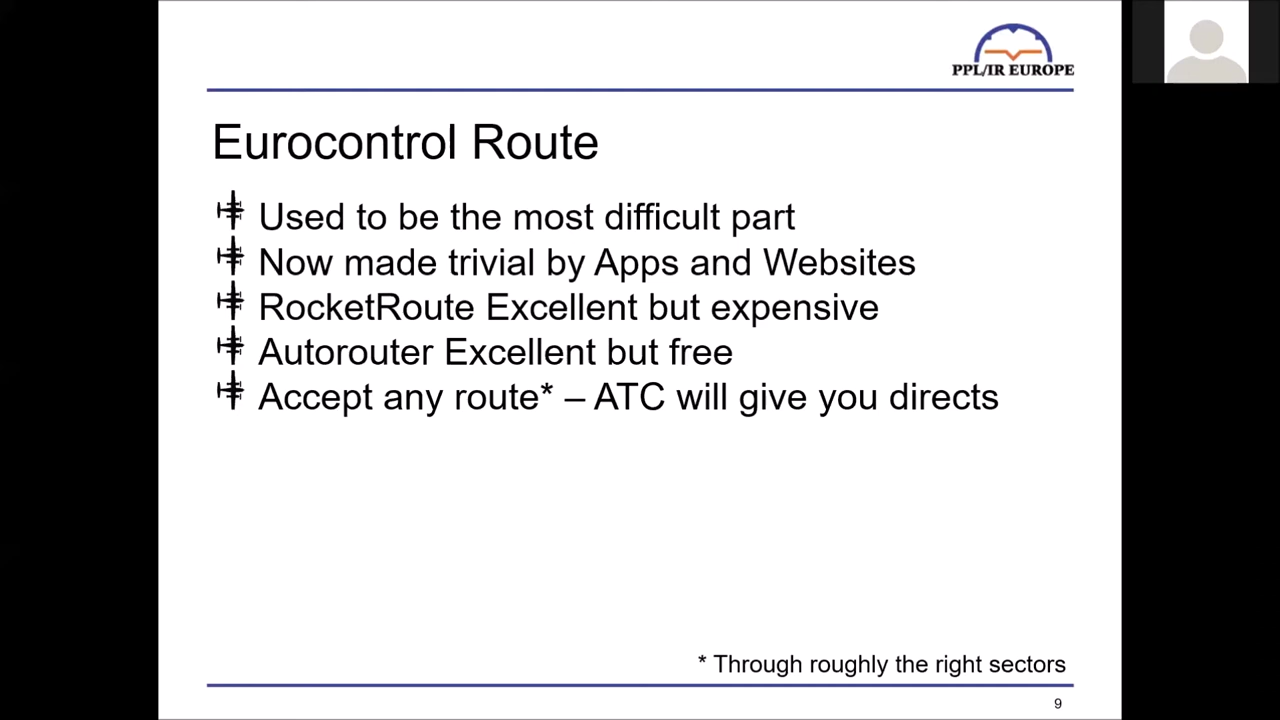 PPL/IR EUROPE
Eurocontrol Route
Used to be the most difficult part
Now made trivial by Apps and Websites
RocketRoute Excellent but expensive
Autorouter Excellent but free
Accept any route* – ATC will give you directs
* Through roughly the right sectors
9